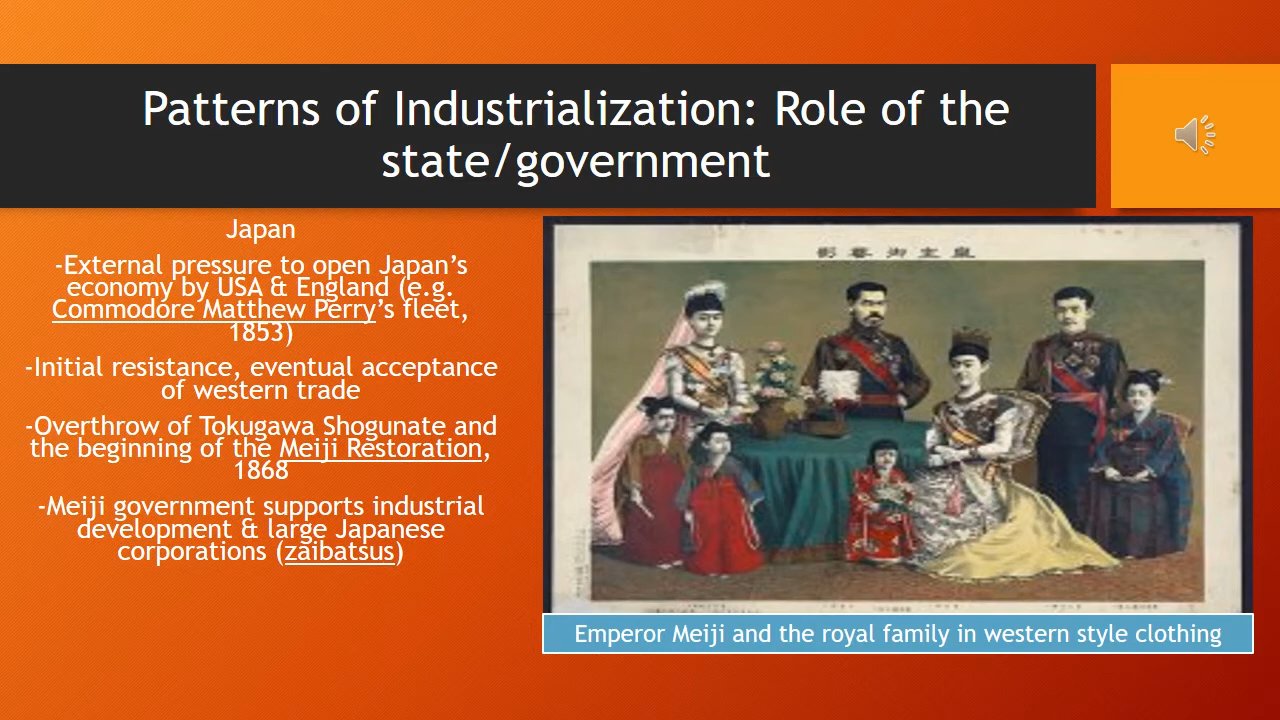 Patterns of Industrialization: Role of the
state/government
Japan
-External pressure to open Japan’s
economy by USA & England (e.g.
Commodore Matthew Perry’s fleet,
1853)
-Initial resistance, eventual acceptance
of western trade
-Overthrow of Tokugawa Shogunate and
the beginning of the Meiji Restoration,
1868
-Meiji government supports industrial
development & large Japanese
corporations (zaibatsus)
Emperor Meiji and the royal family in western style clothing